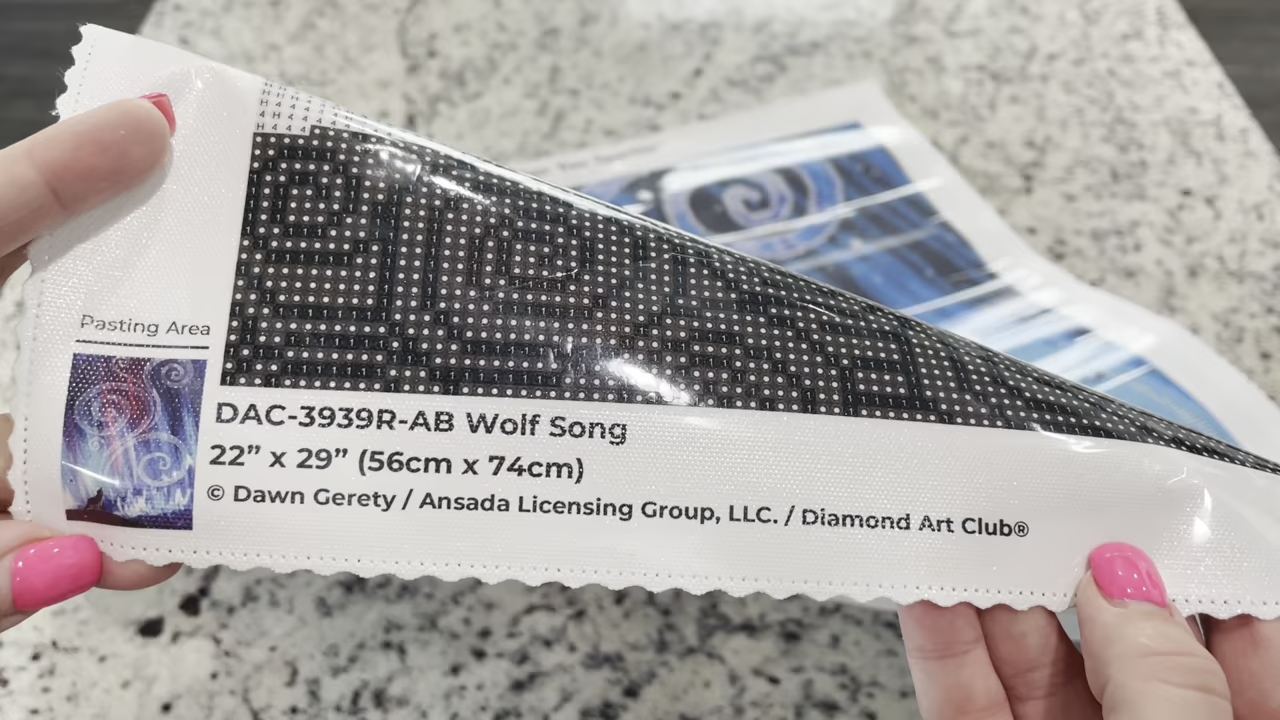 Pasting Area
DAC-3939R-AB Wolf Song
22” x 29” (56cm x 74cm)
© Dawn Gerety / Ansada Licensing Group, LLC. / Diamond Art Club®